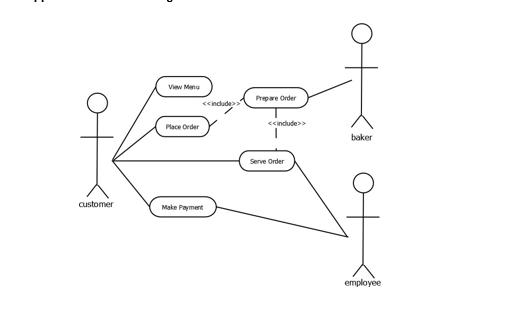 View Menu
<<include>>
Prepare Order
Place Order
<<include>>
baker
Serve Order
customer
Make Payment
employee